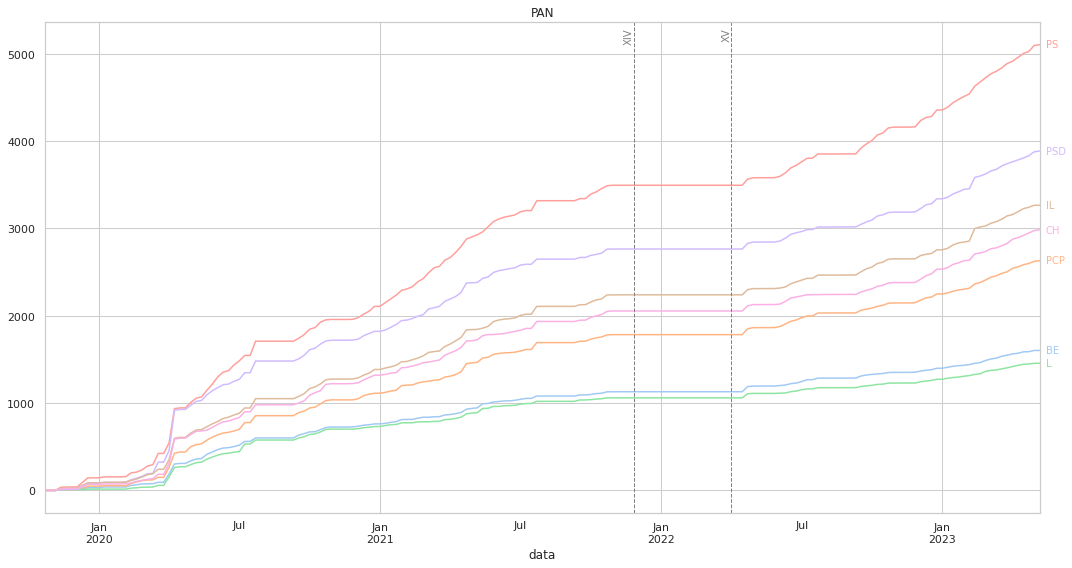 PAN
XIV
XV
5000
4000
3000
2000
1000
0
PS
PSD
IL
CH
PCP
BE
L
Jan
2020
Jul
Jan
2021
Jul
Jan
2022
Jul
Jan
2023
data